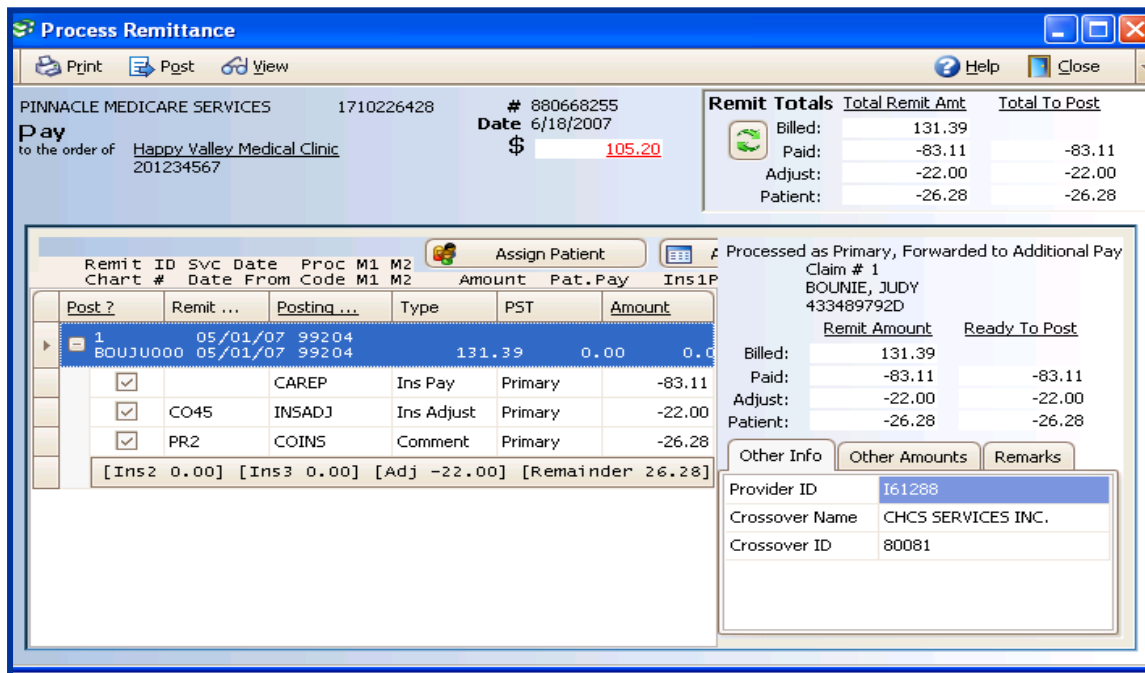 Process Remittance
Print Post View Help Close
PINNACLE MEDICARE SERVICES 1710226428 # 880668255
Pay Date 6/18/2007
to the order of Happy Valley Medical Clinic $ 105.20
201234567
Remit Totals Total Remit Amt Total To Post
Billed: 131.39
Paid: -83.11 -83.11
Adjust: -22.00 -22.00
Patient: -26.28 -26.28
Assign Patient A
Remit ID Svc Date Proc M1 M2
Chart # Date From Code M1 M2 Amount Pat.Pay Ins1P
Post ? Remit ... Posting ... Type PST Amount
1 05/01/07 99204
BOUJU000 05/01/07 99204 131.39 0.00 0.0
CAREP Ins Pay Primary -83.11
CO45 INSADJ Ins Adjust Primary -22.00
PR2 COINS Comment Primary -26.28
[Ins2 0.00] [Ins3 0.00] [Adj -22.00] [Remainder 26.28]
Processed as Primary, Forwarded to Additional Pay
Claim # 1
BOUNIE, JUDY
433489792D
Remit Amount Ready To Post
Billed: 131.39
Paid: -83.11 -83.11
Adjust: -22.00 -22.00
Patient: -26.28 -26.28
Other Info Other Amounts Remarks
Provider ID I61288
Crossover Name CHCS SERVICES INC.
Crossover ID 80081